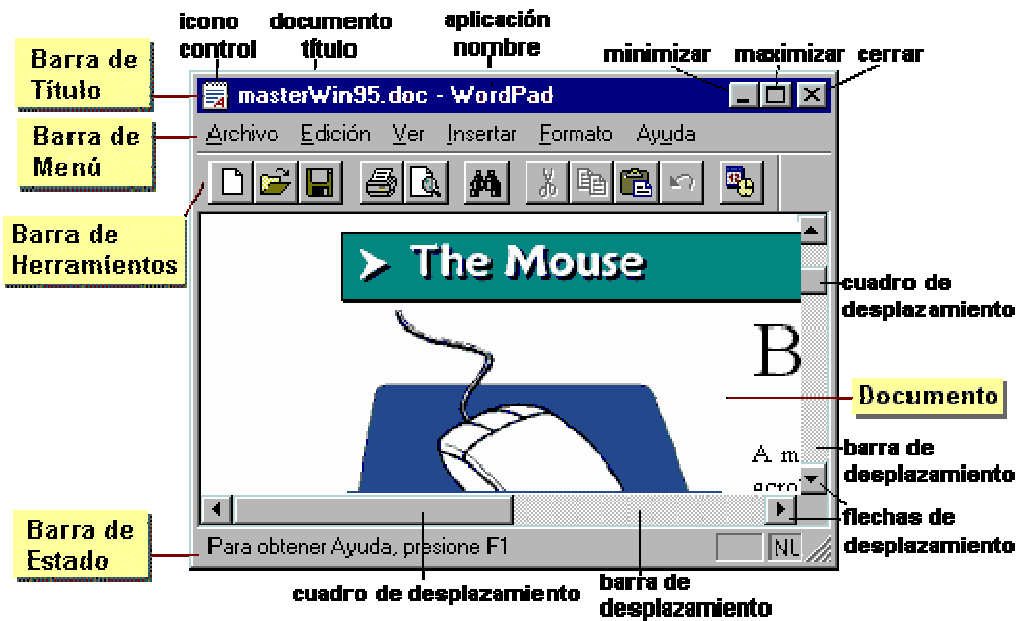 icono control
documento título
aplicación nombre
minimizar
maximizar
cerrar
Barra de
Título
masterWin95.doc - WordPad
Barra de
Menú
Archivo Edición Ver Insertar Formato Ayuda
Barra de
Herramientos
The Mouse
cuadro de
desplazamiento
B
Documento
A m
acro
barra de
desplazamiento
flechas de
desplazamiento
Barra de
Estado
Para obtener Ayuda, presione F1
NU
cuadro de desplazamiento
barra de
desplazamiento